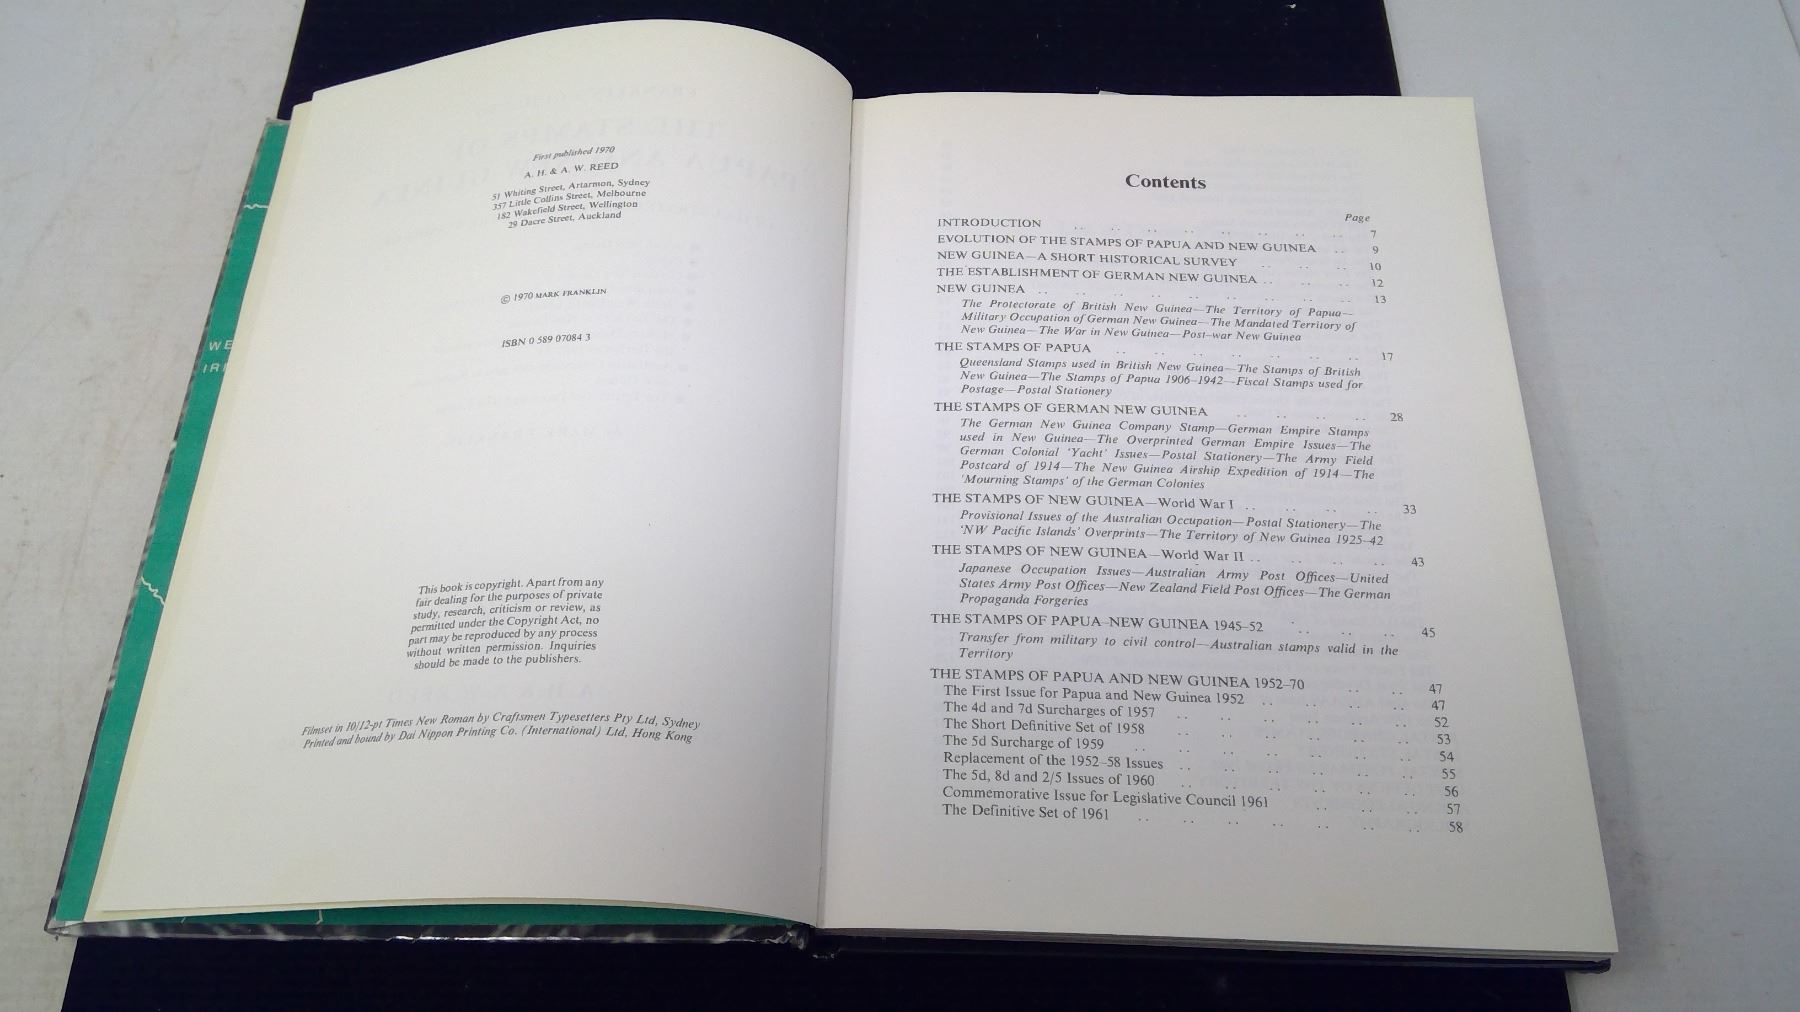 WE
IRI
First published 1970
A. H. & A. W. REED
51 Whiting Street, Artarmon, Sydney
357 Little Collins Street, Melbourne
182 Wakefield Street, Wellington
29 Dacre Street, Auckland
© 1970 MARK FRANKLIN
ISBN 0 589 07084 3
This book is copyright. Apart from any
fair dealing for the purposes of private
study, research, criticism or review, as
permitted under the Copyright Act, no
part may be reproduced by any process
without written permission. Inquiries
should be made to the publishers.
Filmset in 10/12-pt Times New Roman by Craftsmen Typesetters Pty Ltd, Sydney
Printed and bound by Dai Nippon Printing Co. (International) Ltd, Hong Kong
Contents
Page
INTRODUCTION .. .. .. .. .. .. .. .. 7
EVOLUTION OF THE STAMPS OF PAPUA AND NEW GUINEA .. 9
NEW GUINEA—A SHORT HISTORICAL SURVEY .. .. .. 10
THE ESTABLISHMENT OF GERMAN NEW GUINEA .. .. .. 12
NEW GUINEA .. .. .. .. .. .. .. .. .. 13
The Protectorate of British New Guinea—The Territory of Papua—
Military Occupation of German New Guinea—The Mandated Territory of
New Guinea—The War in New Guinea—Post-war New Guinea
THE STAMPS OF PAPUA .. .. .. .. .. .. .. 17
Queensland Stamps used in British New Guinea—The Stamps of British
New Guinea—The Stamps of Papua 1906–1942—Fiscal Stamps used for
Postage—Postal Stationery
THE STAMPS OF GERMAN NEW GUINEA .. .. .. .. 28
The German New Guinea Company Stamp—German Empire Stamps
used in New Guinea—The Overprinted German Empire Issues—The
German Colonial 'Yacht' Issues—Postal Stationery—The Army Field
Postcard of 1914—The New Guinea Airship Expedition of 1914—The
'Mourning Stamps' of the German Colonies
THE STAMPS OF NEW GUINEA—World War I .. .. .. .. 33
Provisional Issues of the Australian Occupation—Postal Stationery—The
'NW Pacific Islands' Overprints—The Territory of New Guinea 1925–42
THE STAMPS OF NEW GUINEA—World War II .. .. .. .. 43
Japanese Occupation Issues—Australian Army Post Offices—United
States Army Post Offices—New Zealand Field Post Offices—The German
Propaganda Forgeries
THE STAMPS OF PAPUA–NEW GUINEA 1945–52 .. .. .. 45
Transfer from military to civil control—Australian stamps valid in the
Territory
THE STAMPS OF PAPUA AND NEW GUINEA 1952–70 .. .. 47
The First Issue for Papua and New Guinea 1952 .. .. .. .. 47
The 4d and 7d Surcharges of 1957 .. .. .. .. .. .. 52
The Short Definitive Set of 1958 .. .. .. .. .. .. 53
The 5d Surcharge of 1959 .. .. .. .. .. .. .. 54
Replacement of the 1952–58 Issues .. .. .. .. .. .. 55
The 5d, 8d and 2/5 Issues of 1960 .. .. .. .. .. .. 56
Commemorative Issue for Legislative Council 1961 .. .. .. 57
The Definitive Set of 1961 .. .. .. .. .. .. .. 58